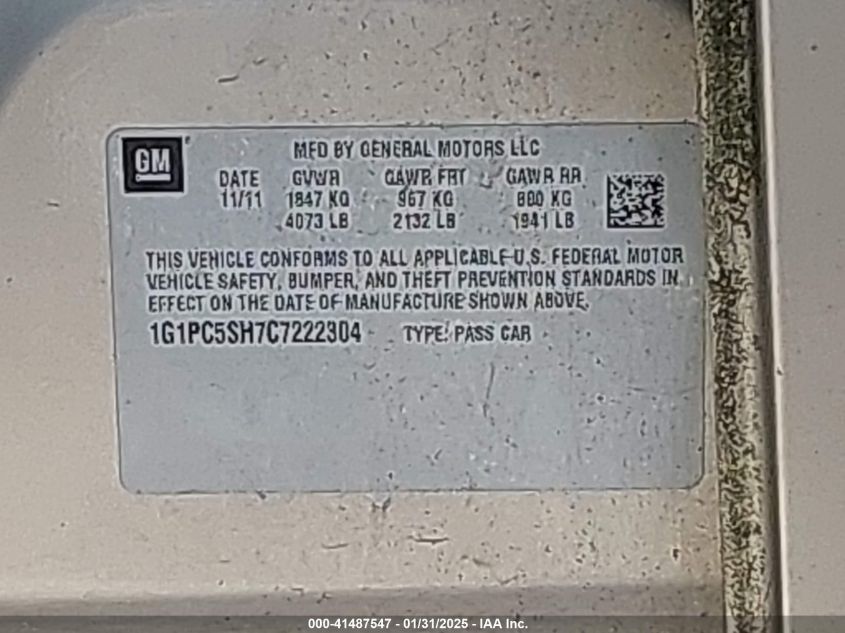 GM
MFD BY GENERAL MOTORS LLC
DATE GVWR GAWR FRT GAWR RR
11/11 1847 KG 967 KG 880 KG
4073 LB 2132 LB 1941 LB
THIS VEHICLE CONFORMS TO ALL APPLICABLE U.S. FEDERAL MOTOR
VEHICLE SAFETY, BUMPER, AND THEFT PREVENTION STANDARDS IN
EFFECT ON THE DATE OF MANUFACTURE SHOWN ABOVE.
1G1PC5SH7C7222304 TYPE: PASS CAR
000-41487547 - 01/31/2025 - IAA Inc.